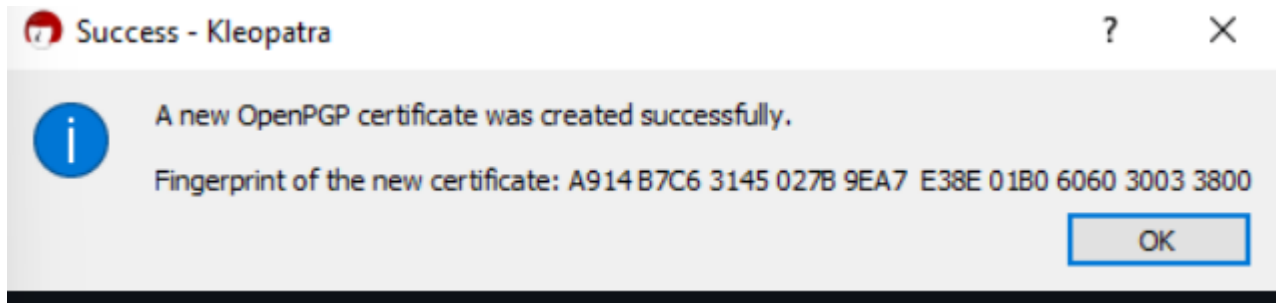 Success - Kleopatra
A new OpenPGP certificate was created successfully.
Fingerprint of the new certificate: A914 B7C6 3145 027B 9EA7  E38E 01B0 6060 3003 3800
OK